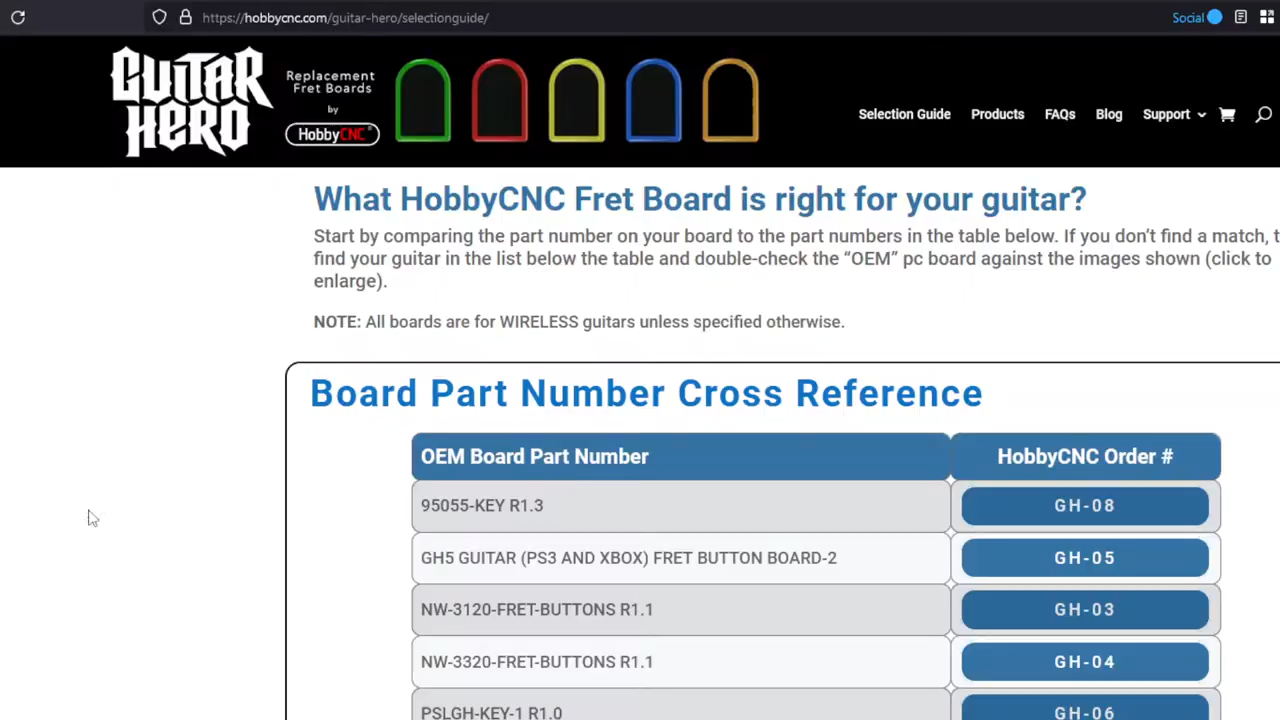 https://hobbycnc.com/guitar-hero/selectionguide/
Social
GUITAR
HERO
Replacement
Fret Boards
by
HobbyCNC®
Selection Guide
Products
FAQs
Blog
Support
What HobbyCNC Fret Board is right for your guitar?
Start by comparing the part number on your board to the part numbers in the table below. If you don’t find a match, t
find your guitar in the list below the table and double-check the “OEM” pc board against the images shown (click to
enlarge).
NOTE: All boards are for WIRELESS guitars unless specified otherwise.
Board Part Number Cross Reference
OEM Board Part Number HobbyCNC Order #
95055-KEY R1.3 GH-08
GH5 GUITAR (PS3 AND XBOX) FRET BUTTON BOARD-2 GH-05
NW-3120-FRET-BUTTONS R1.1 GH-03
NW-3320-FRET-BUTTONS R1.1 GH-04
PSLGH-KEY-1 R1.0 GH-06